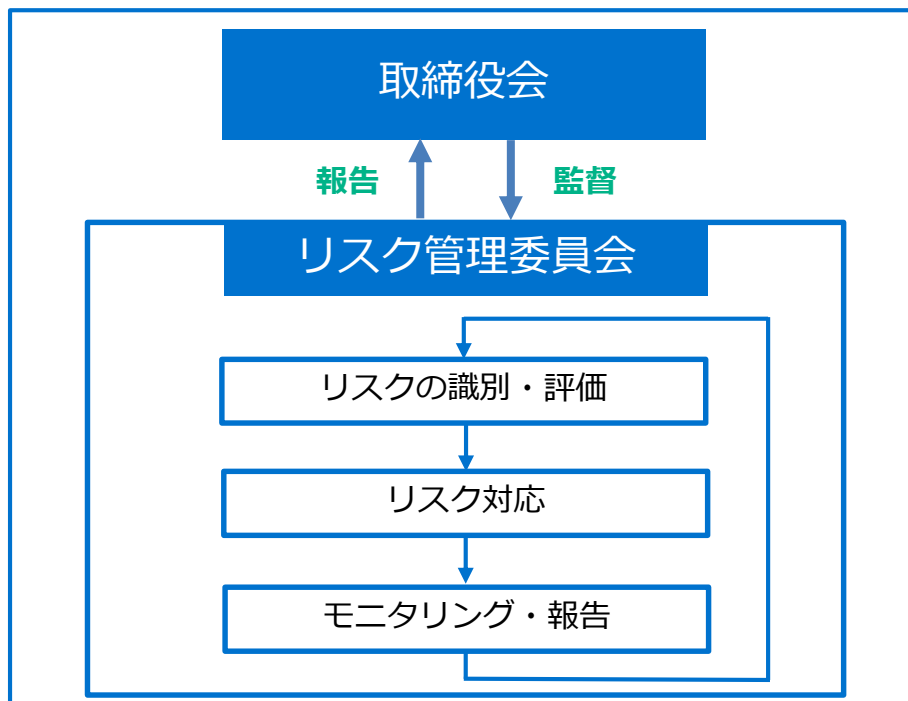 取締役会
報告
監督
リスク管理委員会
リスクの識別・評価
リスク対応
モニタリング・報告